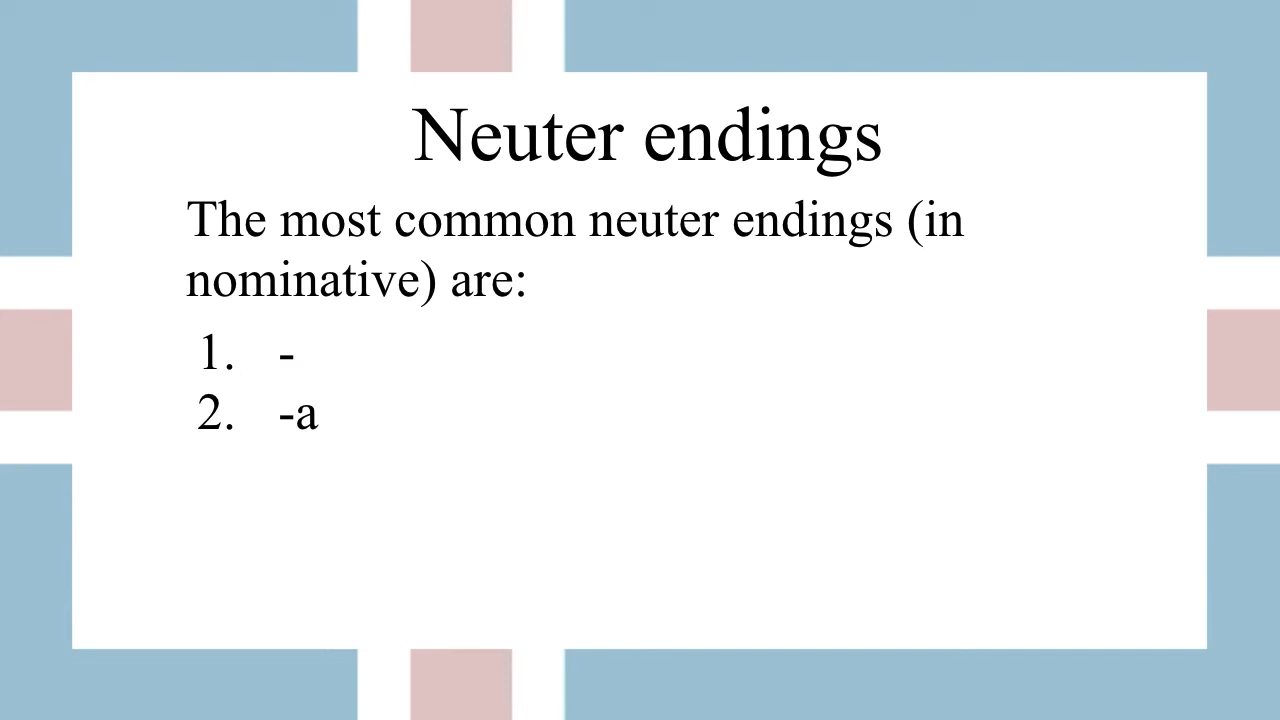 Neuter endings
The most common neuter endings (in
nominative) are:
1. -
2. -a